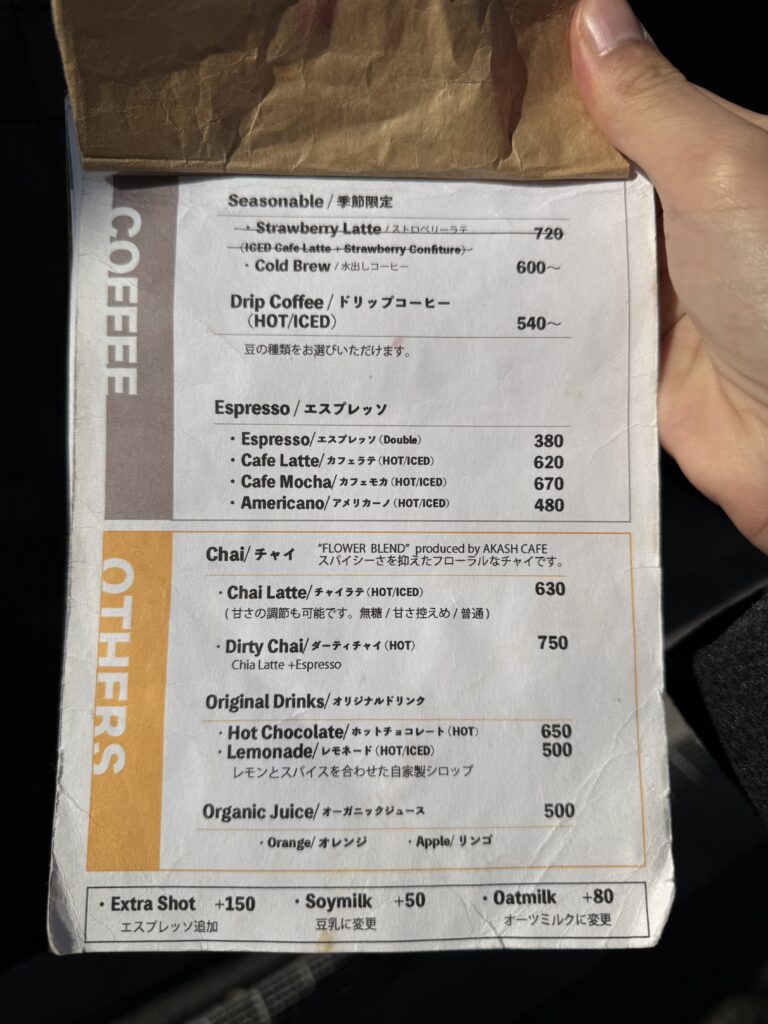 COFFEE
Seasonable / 季節限定
・Strawberry Latte / ストロベリーラテ 720
（ICED Cafe Latte + Strawberry Confiture）
・Cold Brew / 水出しコーヒー 600～
Drip Coffee / ドリップコーヒー
（HOT/ICED） 540～
豆の種類をお選びいただけます。
Espresso / エスプレッソ
・Espresso/エスプレッソ (Double) 380
・Cafe Latte/カフェラテ (HOT/ICED) 620
・Cafe Mocha/カフェモカ (HOT/ICED) 670
・Americano/アメリカーノ (HOT/ICED) 480
OTHERS
Chai/チャイ "FLOWER BLEND" produced by AKASH CAFE
スパイシーさを抑えたフローラルなチャイです。
・Chai Latte/チャイラテ (HOT/ICED) 630
( 甘さの調節も可能です。無糖 / 甘さ控えめ / 普通 )
・Dirty Chai/ダーティチャイ (HOT) 750
Chia Latte +Espresso
Original Drinks/オリジナルドリンク
・Hot Chocolate/ホットチョコレート (HOT) 650
・Lemonade/レモネード (HOT/ICED) 500
レモンとスパイスを合わせた自家製シロップ
Organic Juice/オーガニックジュース 500
・Orange/オレンジ ・Apple/リンゴ
・Extra Shot +150 ・Soymilk +50 ・Oatmilk +80
エスプレッソ追加 豆乳に変更 オーツミルクに変更